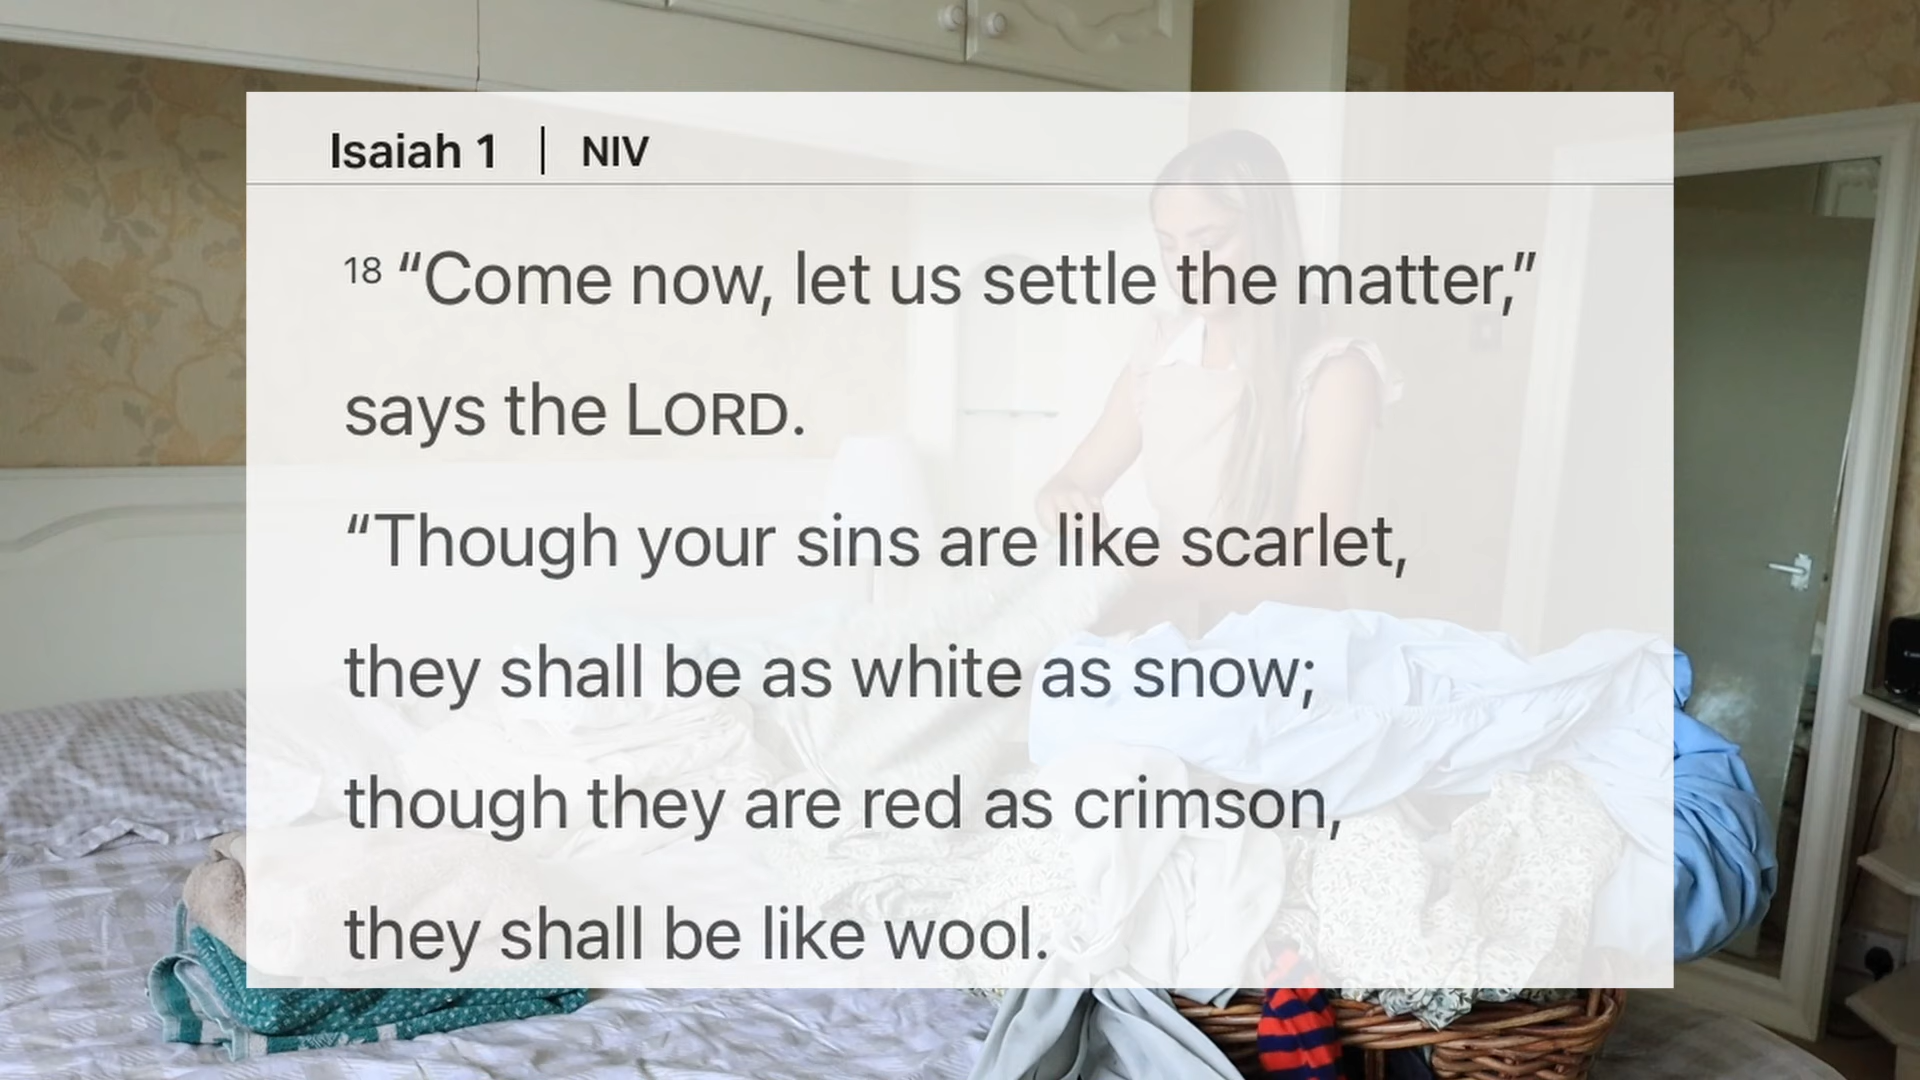 Isaiah 1 | NIV
18 “Come now, let us settle the matter,”
says the LORD.
“Though your sins are like scarlet,
they shall be as white as snow;
though they are red as crimson,
they shall be like wool.